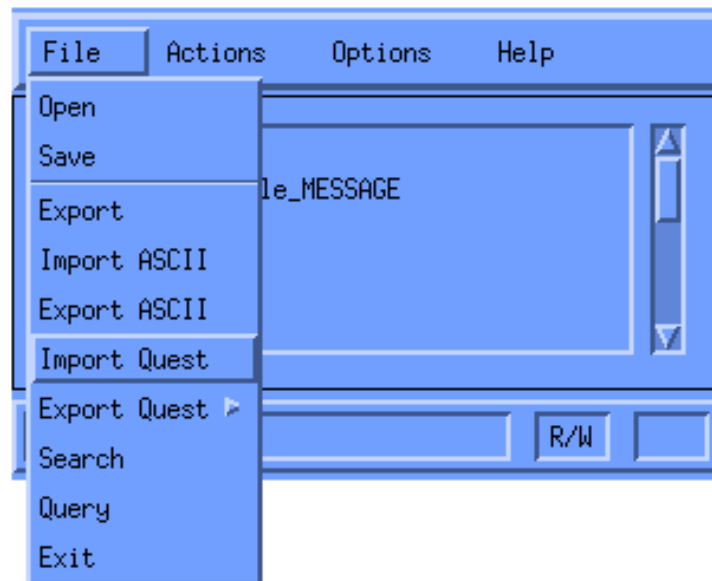 File Actions Options Help
Open
Save
le_MESSAGE
Export
Import ASCII
Export ASCII
Import Quest
Export Quest
R/W
Search
Query
Exit